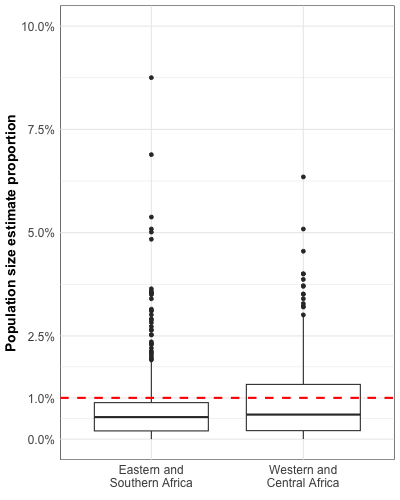 Population size estimate proportion
10.0%
7.5%
5.0%
2.5%
1.0%
0.0%
Eastern and
Southern Africa
Western and
Central Africa